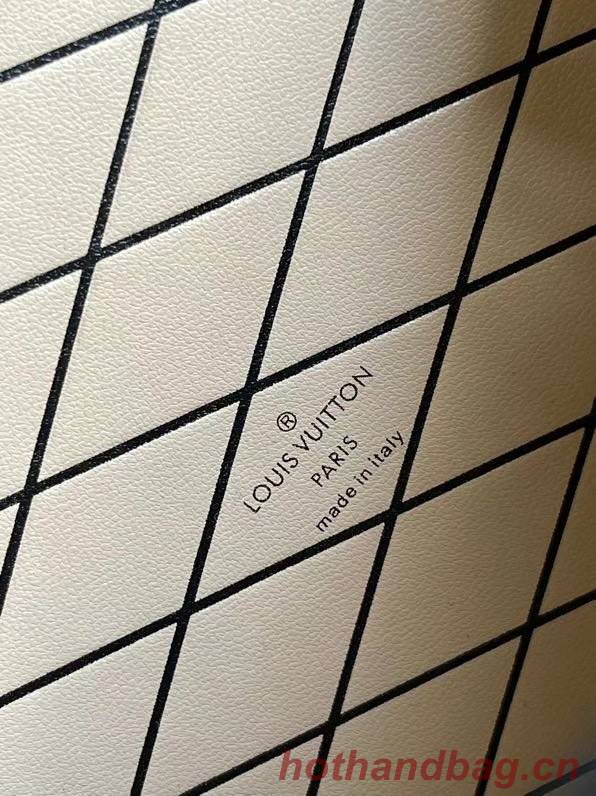 ®
LOUIS VUITTON
PARIS
made in italy
hothandbag.cn